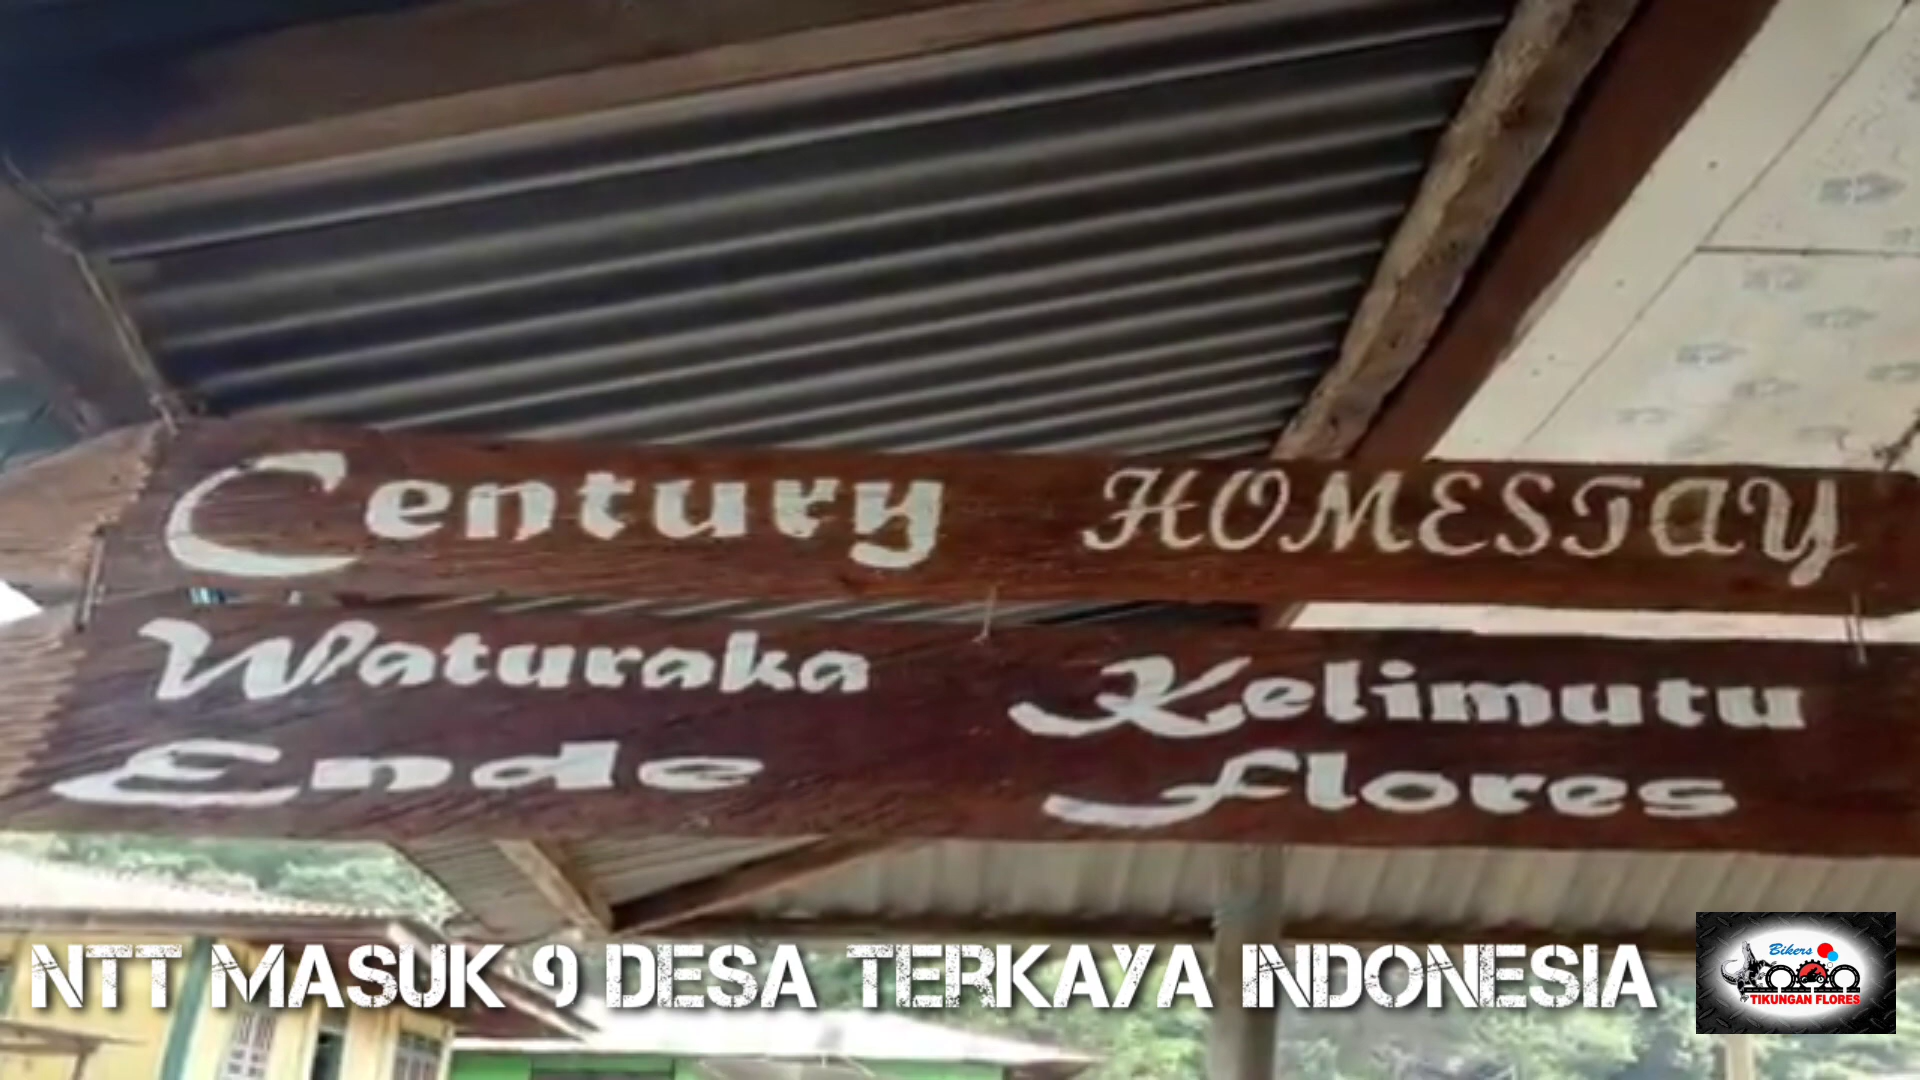 Century HOMESTAY
Waturaka Kelimutu
Ende Flores
NTT MASUK 9 DESA TERKAYA INDONESIA
Bikers
TIKUNGAN FLORES